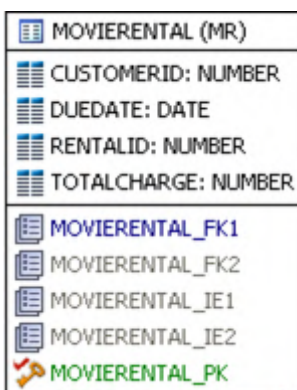 MOVIERENTAL (MR)
CUSTOMERID: NUMBER
DUEDATE: DATE
RENTALID: NUMBER
TOTALCHARGE: NUMBER
MOVIERENTAL_FK1
MOVIERENTAL_FK2
MOVIERENTAL_IE1
MOVIERENTAL_IE2
MOVIERENTAL_PK